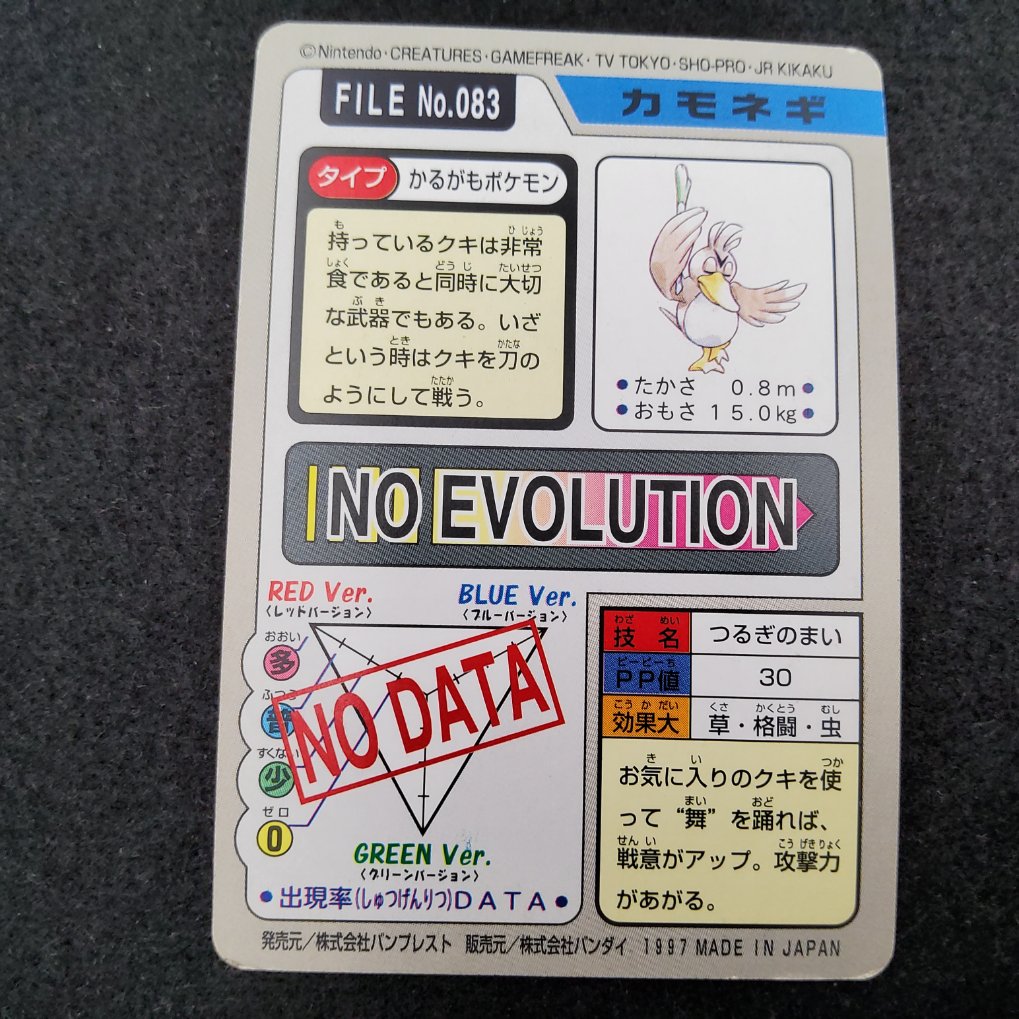 ©Nintendo・CREATURES・GAMEFREAK・TV TOKYO・SHO-PRO・JR KIKAKU
FILE No.083
カモネギ
タイプ かるがもポケモン
持っているクキは非常
食であると同時に大切
な武器でもある。いざ
という時はクキを刀の
ようにして戦う。
●たかさ 0.8m●
●おもさ 15.0kg●
NO EVOLUTION
RED Ver.
〈レッドバージョン〉
BLUE Ver.
〈ブルーバージョン〉
おおい
多
ふつう
普
すくない
少
ゼロ
0
NO DATA
GREEN Ver.
〈グリーンバージョン〉
●出現率(しゅつげんりつ)DATA●
技名 つるぎのまい
PP値 30
効果大 草・格闘・虫
お気に入りのクキを使
って“舞”を踊れば、
戦意がアップ。攻撃力
があがる。
発売元／株式会社バンプレスト 販売元／株式会社バンダイ 1997 MADE IN JAPAN